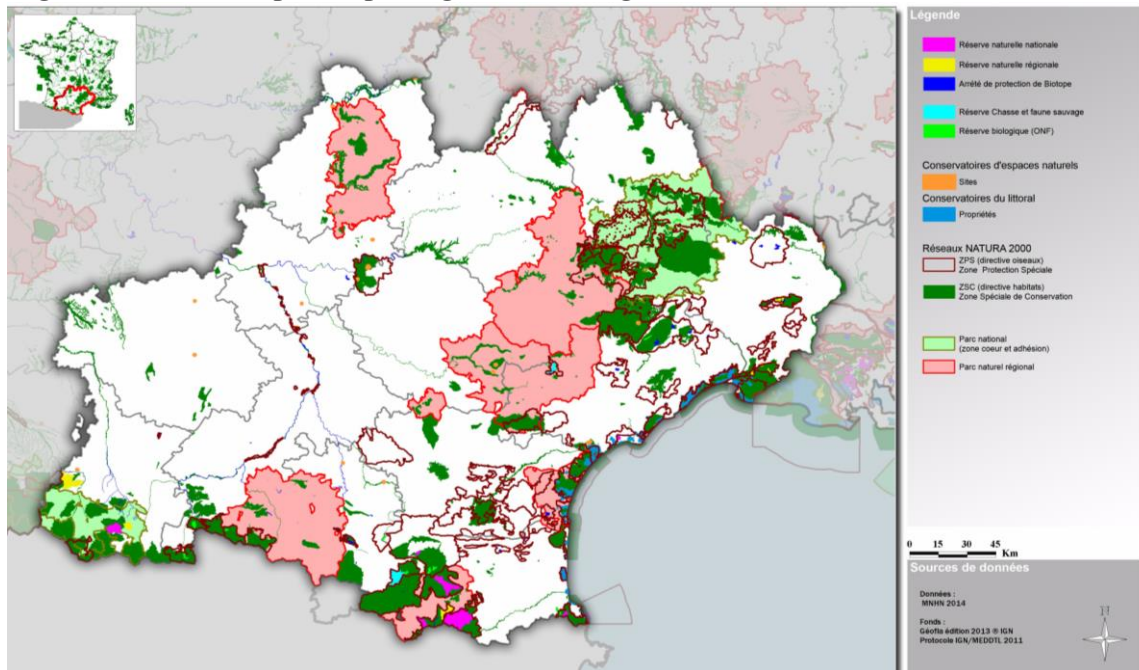 Légende
Réserve naturelle nationale
Réserve naturelle régionale
Arrêté de protection de Biotope
Réserve Chasse et faune sauvage
Réserve biologique (ONF)
Conservatoires d'espaces naturels
Sites
Conservatoires du littoral
Propriétés
Réseaux NATURA 2000
ZPS (directive oiseaux)
Zone Protection Spéciale
ZSC (directive habitats)
Zone Spéciale de Conservation
Parc national
(zone coeur et adhésion)
Parc naturel régional
0 15 30 45
Km
Sources de données
Données :
MNHN 2014
Fonds :
Géofla édition 2013 ® IGN
Protocole IGN/MEDDTL 2011
N